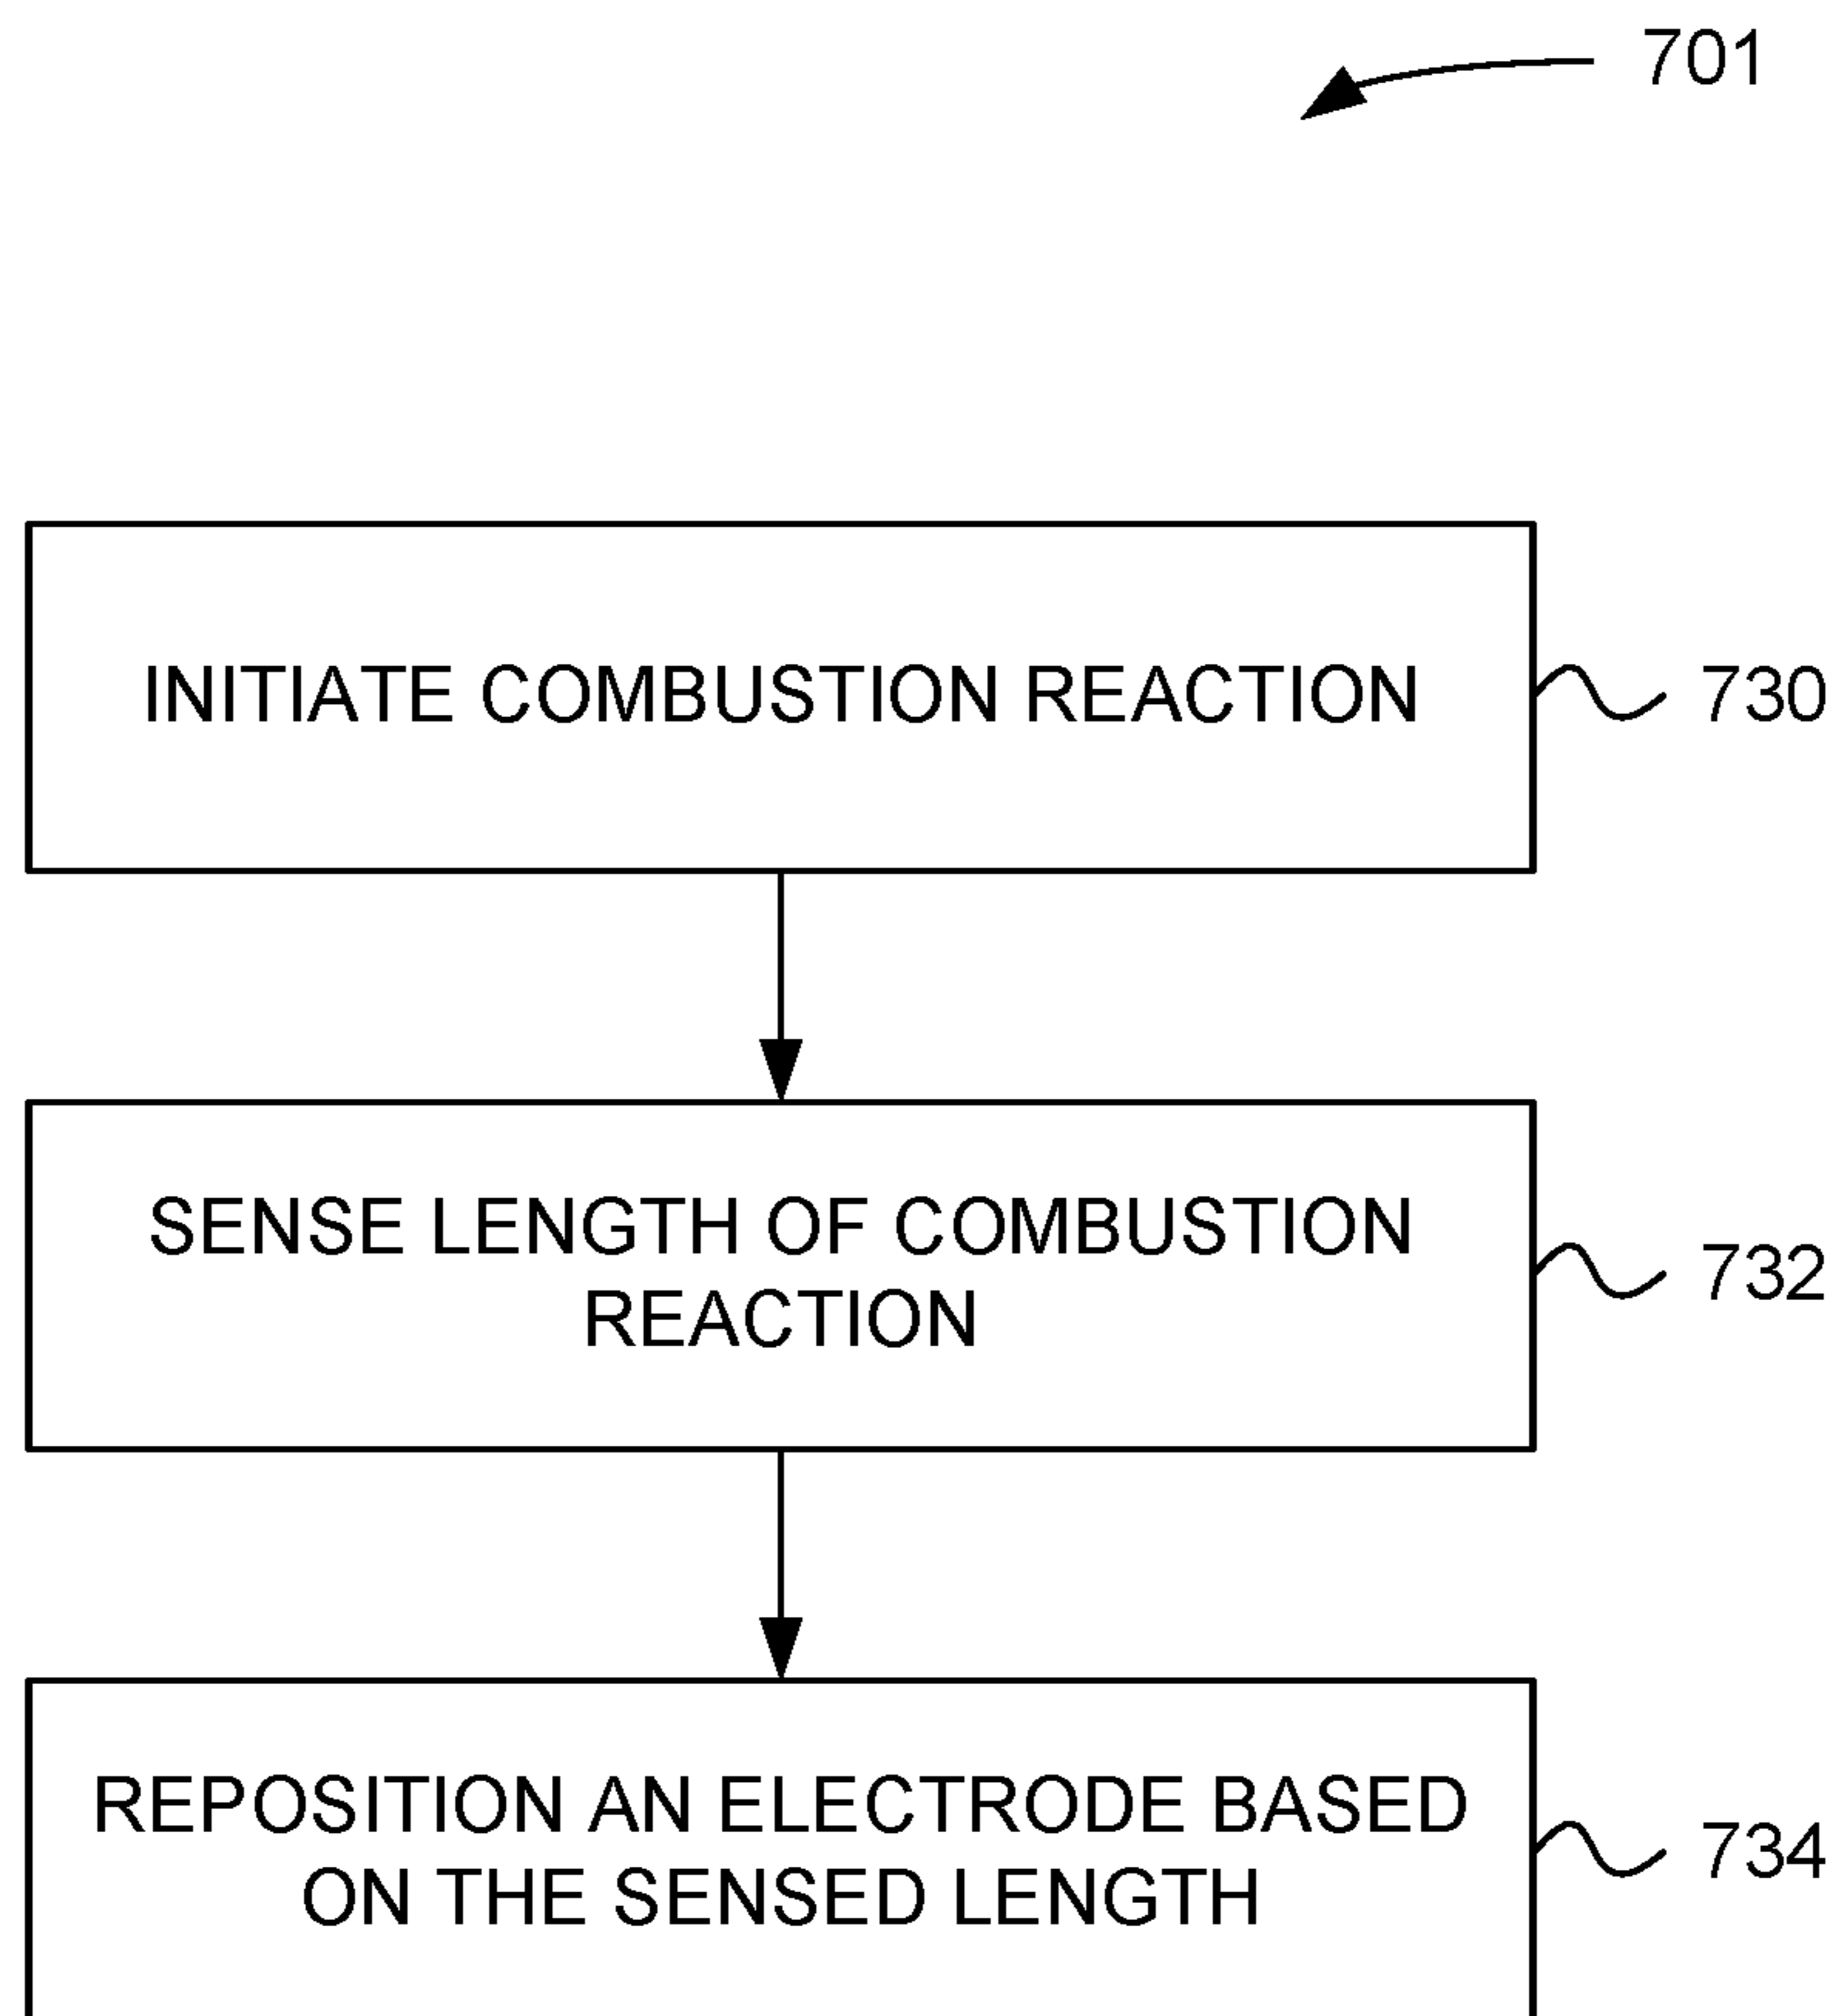 701
INITIATE COMBUSTION REACTION
730
SENSE LENGTH OF COMBUSTION
REACTION
732
REPOSITION AN ELECTRODE BASED
ON THE SENSED LENGTH
734